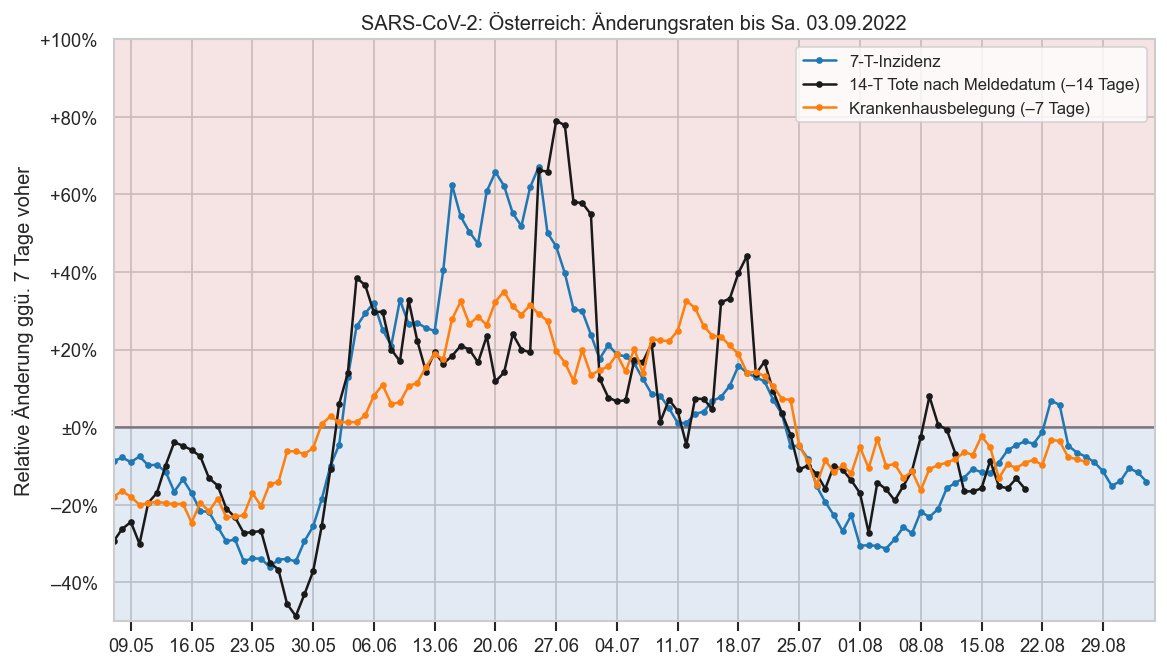 SARS-CoV-2: Österreich: Änderungsraten bis Sa. 03.09.2022
7-T-Inzidenz
14-T Tote nach Meldedatum (–14 Tage)
Krankenhausbelegung (–7 Tage)
Relative Änderung ggü. 7 Tage voher
+100%
+80%
+60%
+40%
+20%
±0%
–20%
–40%
09.05 16.05 23.05 30.05 06.06 13.06 20.06 27.06 04.07 11.07 18.07 25.07 01.08 08.08 15.08 22.08 29.08